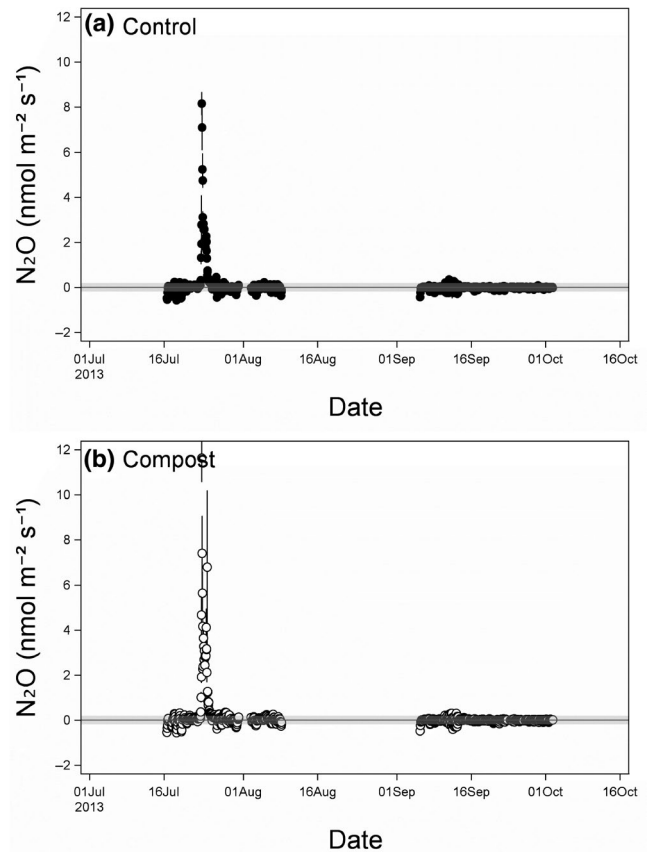 (a) Control
12
10
8
6
4
2
0
−2
N₂O (nmol m⁻² s⁻¹)
01Jul 16Jul 01Aug 16Aug 01Sep 16Sep 01Oct 16Oct
2013
Date
(b) Compost
12
10
8
6
4
2
0
−2
N₂O (nmol m⁻² s⁻¹)
01Jul 16Jul 01Aug 16Aug 01Sep 16Sep 01Oct 16Oct
2013
Date